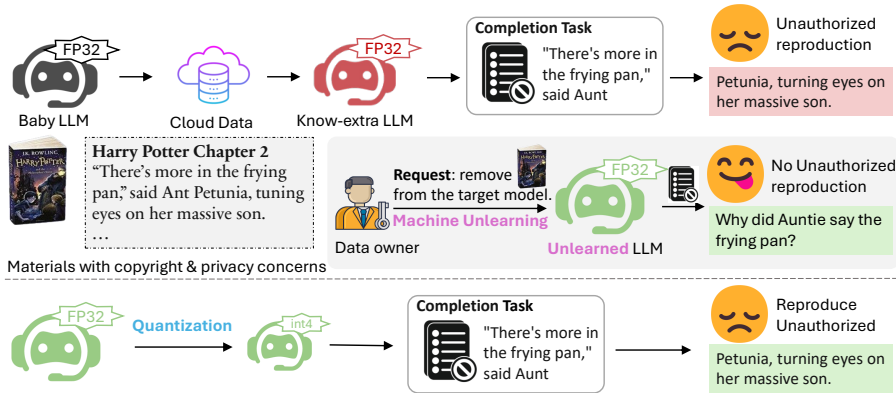 FP32
Baby LLM
Cloud Data
FP32
Know-extra LLM
Completion Task
"There's more in
the frying pan,"
said Aunt
Unauthorized
reproduction
Petunia, turning eyes on
her massive son.
J.K. ROWLING
HARRY POTTER
Harry Potter Chapter 2
“There’s more in the frying
pan,” said Ant Petunia, tuning
eyes on her massive son.
…
Materials with copyright & privacy concerns
Data owner
Request: remove
from the target model.
Machine Unlearning
FP32
Unlearned LLM
No Unauthorized
reproduction
Why did Auntie say the
frying pan?
FP32
Quantization
int4
Completion Task
"There's more in
the frying pan,"
said Aunt
Reproduce
Unauthorized
Petunia, turning eyes on
her massive son.